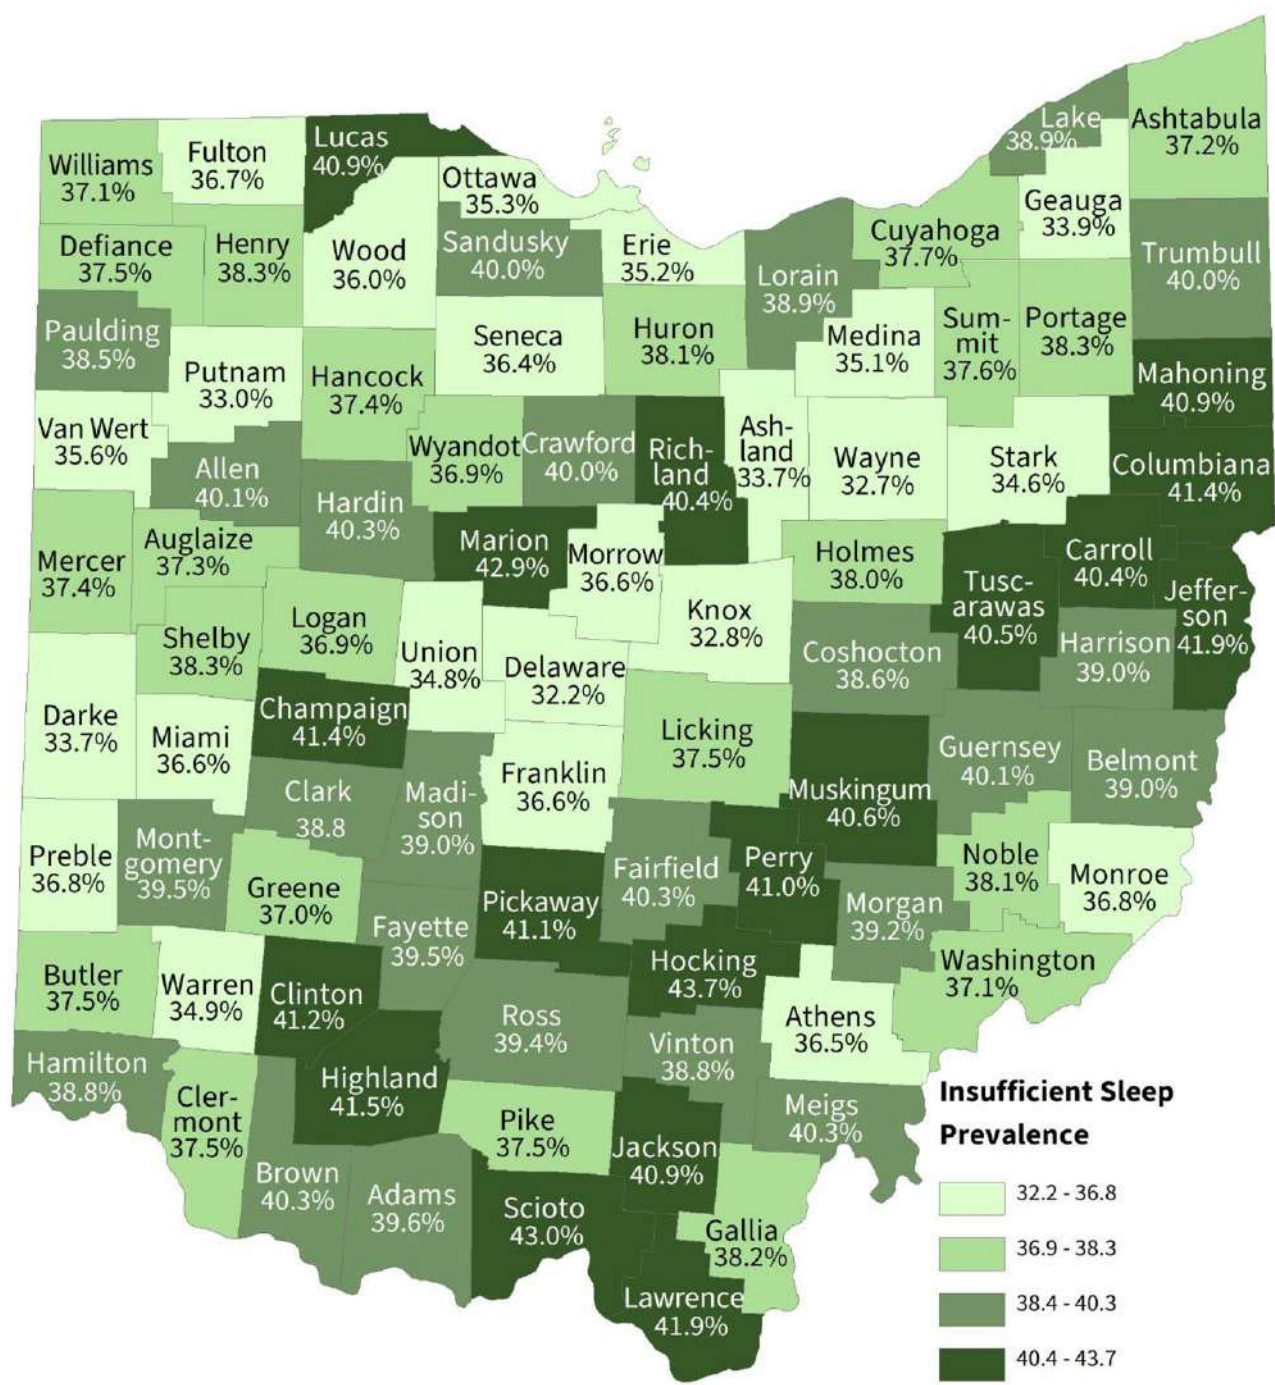 Lake
38.9%
Ashtabula
37.2%
Lucas
40.9%
Fulton
36.7%
Williams
37.1%
Ottawa
35.3%
Geauga
33.9%
Cuyahoga
37.7%
Defiance
37.5%
Henry
38.3%
Wood
36.0%
Sandusky
40.0%
Erie
35.2%
Lorain
38.9%
Trumbull
40.0%
Paulding
38.5%
Putnam
33.0%
Hancock
37.4%
Seneca
36.4%
Huron
38.1%
Medina
35.1%
Sum-
mit
37.6%
Portage
38.3%
Mahoning
40.9%
Van Wert
35.6%
Allen
40.1%
Hardin
40.3%
Wyandot
36.9%
Crawford
40.0%
Rich-
land
40.4%
Ash-
land
33.7%
Wayne
32.7%
Stark
34.6%
Columbiana
41.4%
Mercer
37.4%
Auglaize
37.3%
Marion
42.9%
Morrow
36.6%
Holmes
38.0%
Tusc-
arawas
40.5%
Carroll
40.4%
Jeffer-
son
41.9%
Shelby
38.3%
Logan
36.9%
Union
34.8%
Delaware
32.2%
Knox
32.8%
Coshocton
38.6%
Harrison
39.0%
Darke
33.7%
Miami
36.6%
Champaign
41.4%
Licking
37.5%
Guernsey
40.1%
Belmont
39.0%
Clark
38.8
Madi-
son
39.0%
Franklin
36.6%
Muskingum
40.6%
Preble
36.8%
Mont-
gomery
39.5%
Greene
37.0%
Fayette
39.5%
Pickaway
41.1%
Fairfield
40.3%
Perry
41.0%
Morgan
39.2%
Noble
38.1%
Monroe
36.8%
Butler
37.5%
Warren
34.9%
Clinton
41.2%
Ross
39.4%
Hocking
43.7%
Athens
36.5%
Washington
37.1%
Hamilton
38.8%
Cler-
mont
37.5%
Highland
41.5%
Vinton
38.8%
Meigs
40.3%
Brown
40.3%
Adams
39.6%
Pike
37.5%
Jackson
40.9%
Scioto
43.0%
Gallia
38.2%
Lawrence
41.9%
Insufficient Sleep
Prevalence
32.2 - 36.8
36.9 - 38.3
38.4 - 40.3
40.4 - 43.7